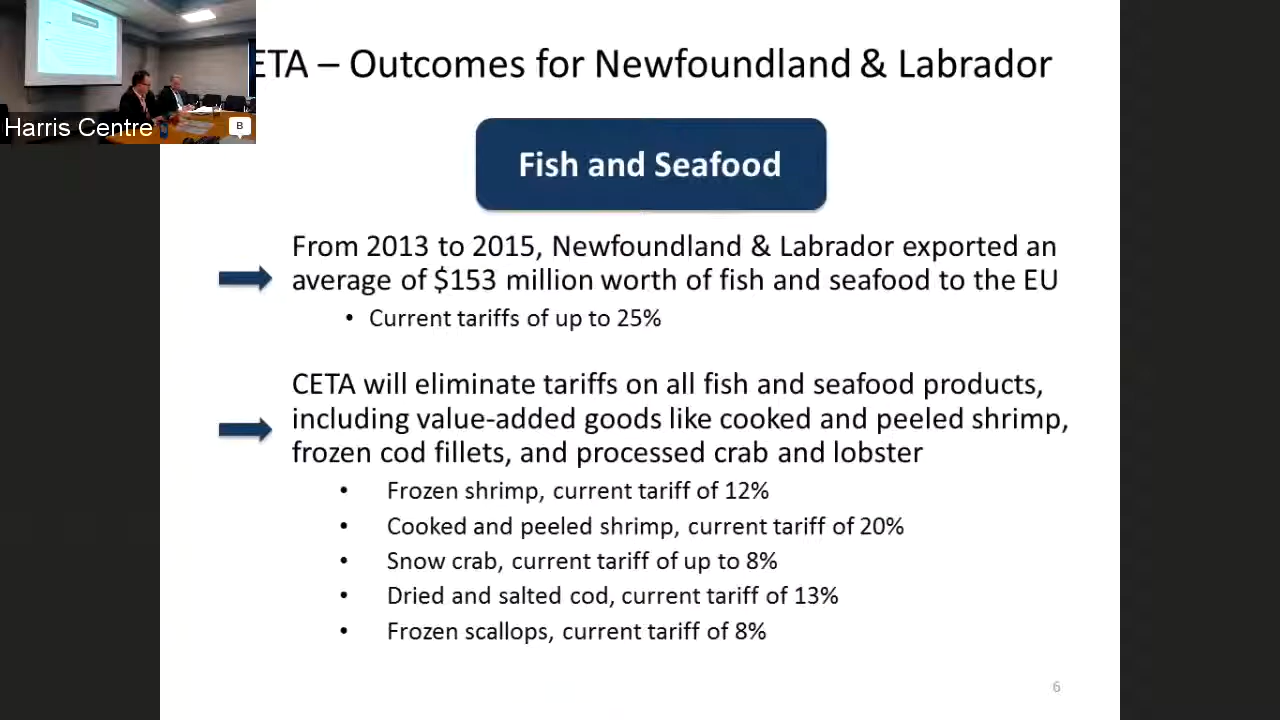 ETA – Outcomes for Newfoundland & Labrador
Harris Centre
B
Fish and Seafood
From 2013 to 2015, Newfoundland & Labrador exported an
average of $153 million worth of fish and seafood to the EU
• Current tariffs of up to 25%
CETA will eliminate tariffs on all fish and seafood products,
including value-added goods like cooked and peeled shrimp,
frozen cod fillets, and processed crab and lobster
• Frozen shrimp, current tariff of 12%
• Cooked and peeled shrimp, current tariff of 20%
• Snow crab, current tariff of up to 8%
• Dried and salted cod, current tariff of 13%
• Frozen scallops, current tariff of 8%
6